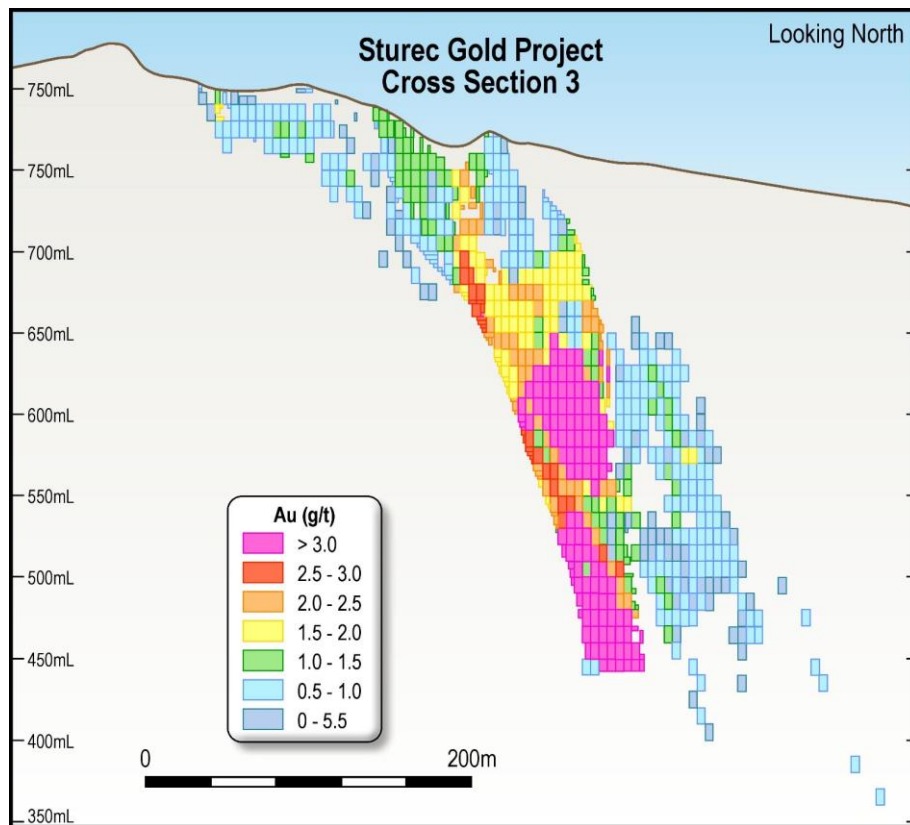 Looking North
Sturec Gold Project
Cross Section 3
750mL
750mL
700mL
650mL
600mL
550mL
500mL
450mL
400mL
350mL
Au (g/t)
> 3.0
2.5 - 3.0
2.0 - 2.5
1.5 - 2.0
1.0 - 1.5
0.5 - 1.0
0 - 5.5
0 200m